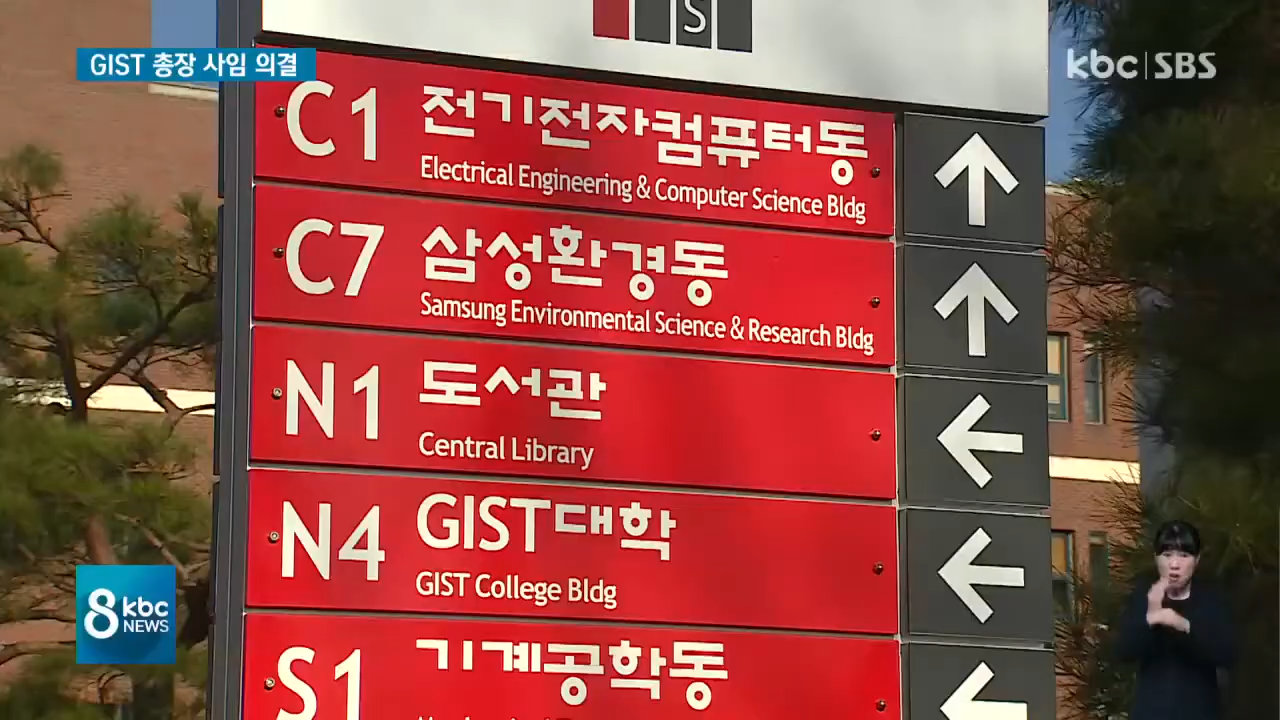 GIST 총장 사임 의결
kbc SBS
S
C1 전기전자컴퓨터동
Electrical Engineering & Computer Science Bldg
C7 삼성환경동
Samsung Environmental Science & Research Bldg
N1 도서관
Central Library
N4 GIST대학
GIST College Bldg
S1 기계공학동
8 kbc
NEWS